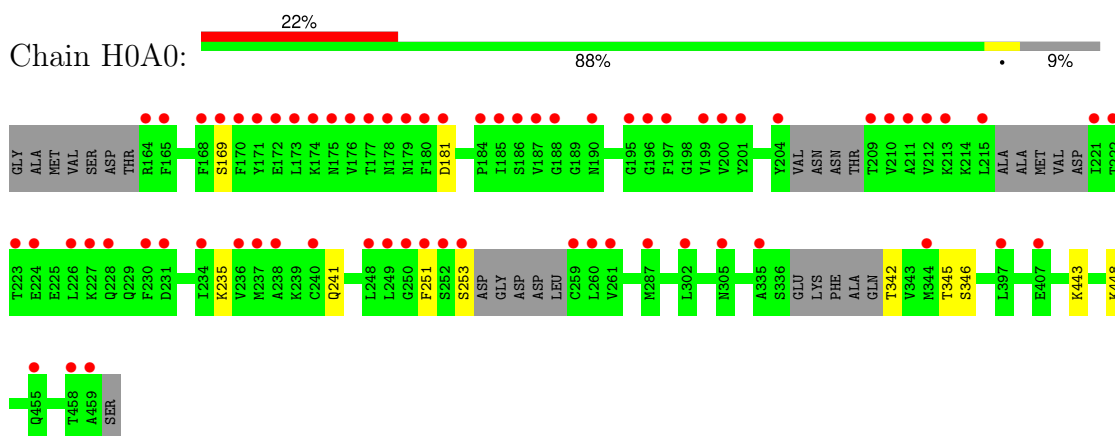 22%
Chain H0A0:
88% • 9%
GLY ALA MET VAL SER ASP THR R164 F165 F168 S169 F170 Y171 E172 L173 K174 N175 V176 T177 N178 N179 F180 D181 P184 I185 S186 V187 G188 G189 N190 G195 G196 F197 G198 V199 V200 Y201 Y204 VAL ASN ASN THR T209 V210 A211 V212 K213 K214 L215 ALA ALA MET VAL ASP I221 T222
T223 E224 E225 L226 K227 Q228 Q229 F230 D231 I234 K235 V236 M237 A238 K239 C240 Q241 L248 L249 G250 F251 S252 S253 ASP GLY ASP ASP LEU C259 L260 V261 M287 L302 N305 A335 S336 GLU LYS PHE ALA GLN T342 V343 M344 T345 S346 L397 E407 K443 K448
Q455 T458 A459 SER